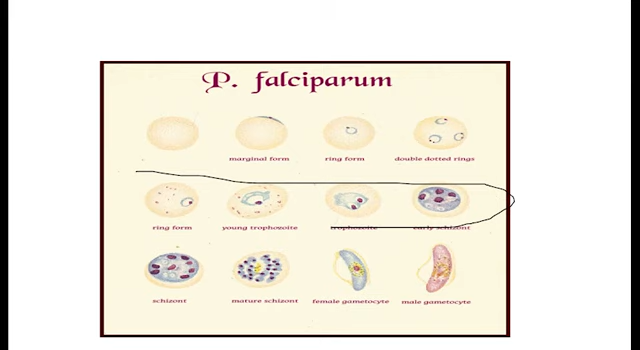 P. falciparum
marginal form ring form double dotted rings
ring form young trophozoite trophozoite early schizont
schizont mature schizont female gametocyte male gametocyte